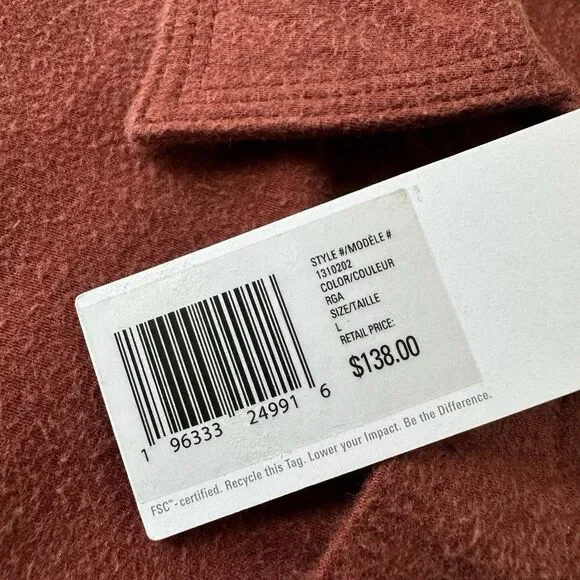 STYLE #/MODÈLE #
1310202
COLOR/COULEUR
RGA
SIZE/TAILLE
L
RETAIL PRICE:
$138.00
1 96333 24991 6
FSC™-certified. Recycle this Tag. Lower your Impact. Be the Difference.